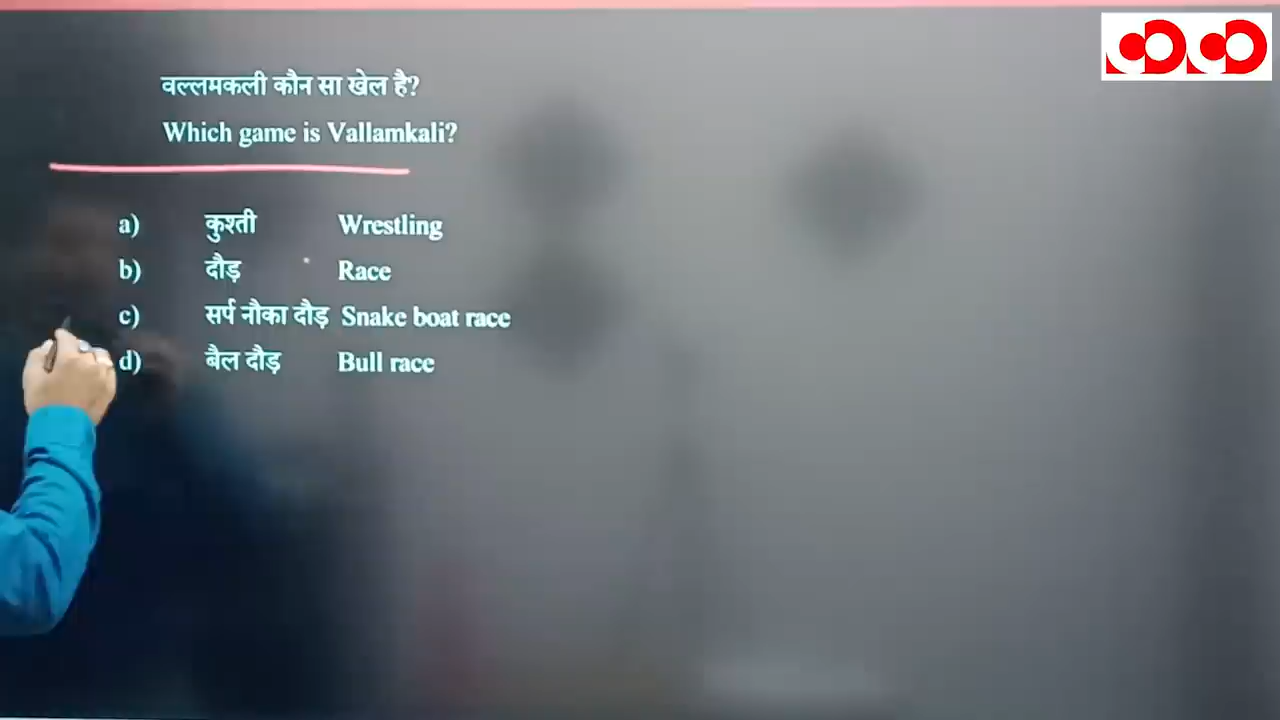 वल्लमकली कौन सा खेल है?
Which game is Vallamkali?
a) कुश्ती Wrestling
b) दौड़ Race
c) सर्प नौका दौड़ Snake boat race
d) बैल दौड़ Bull race